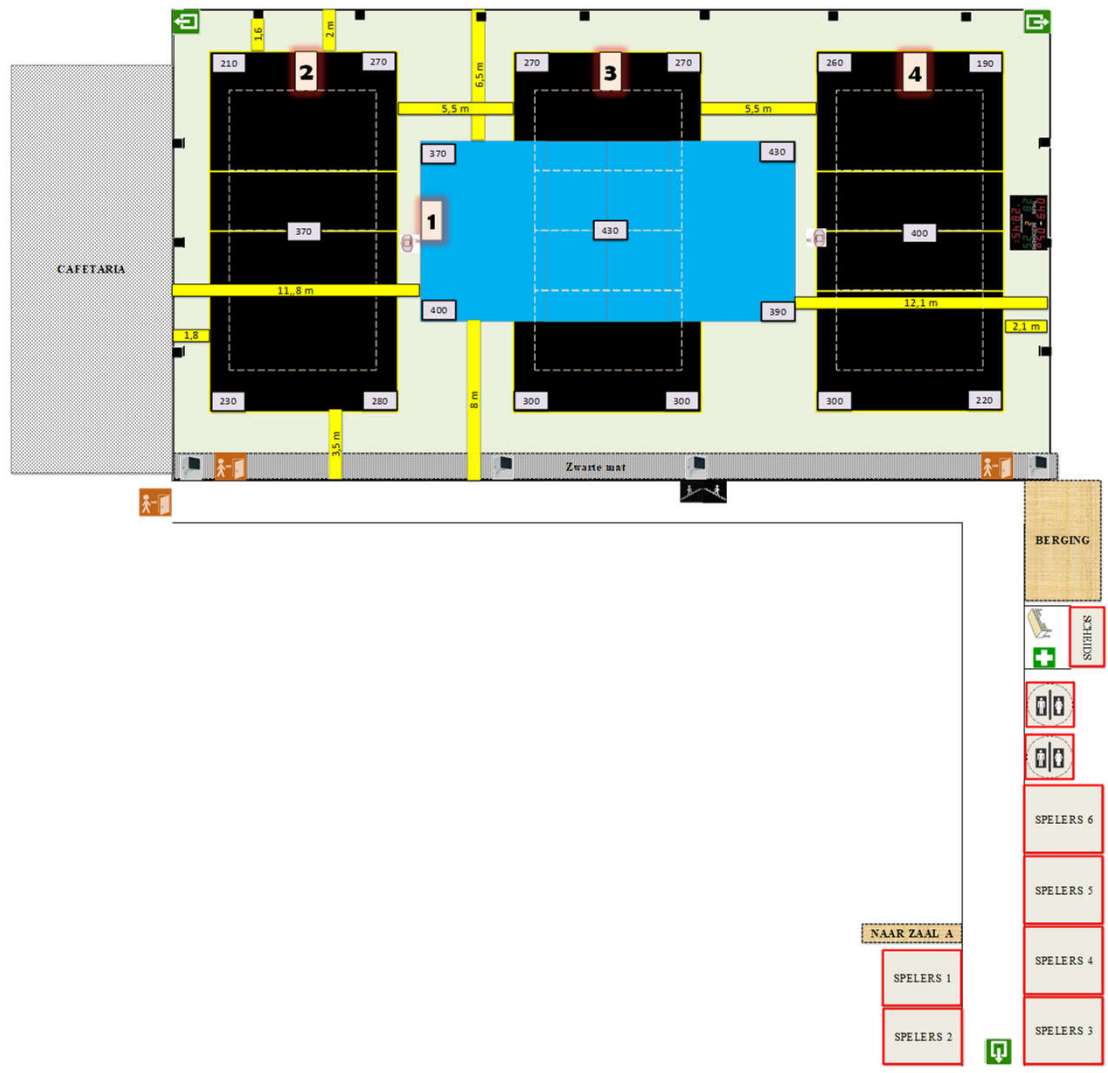 1,6
2 m
6,5 m
210
2
270
270
3
270
260
4
190
5,5 m
5,5 m
370
430
1
370
430
400
CAFETARIA
11,,8 m
400
390
12,1 m
1,8
2,1 m
230
280
8 m
300
300
300
220
3,5 m
Zwarte mat
BERGING
SCHEIDS
SPELERS 6
SPELERS 5
NAAR ZAAL A
SPELERS 4
SPELERS 1
SPELERS 3
SPELERS 2